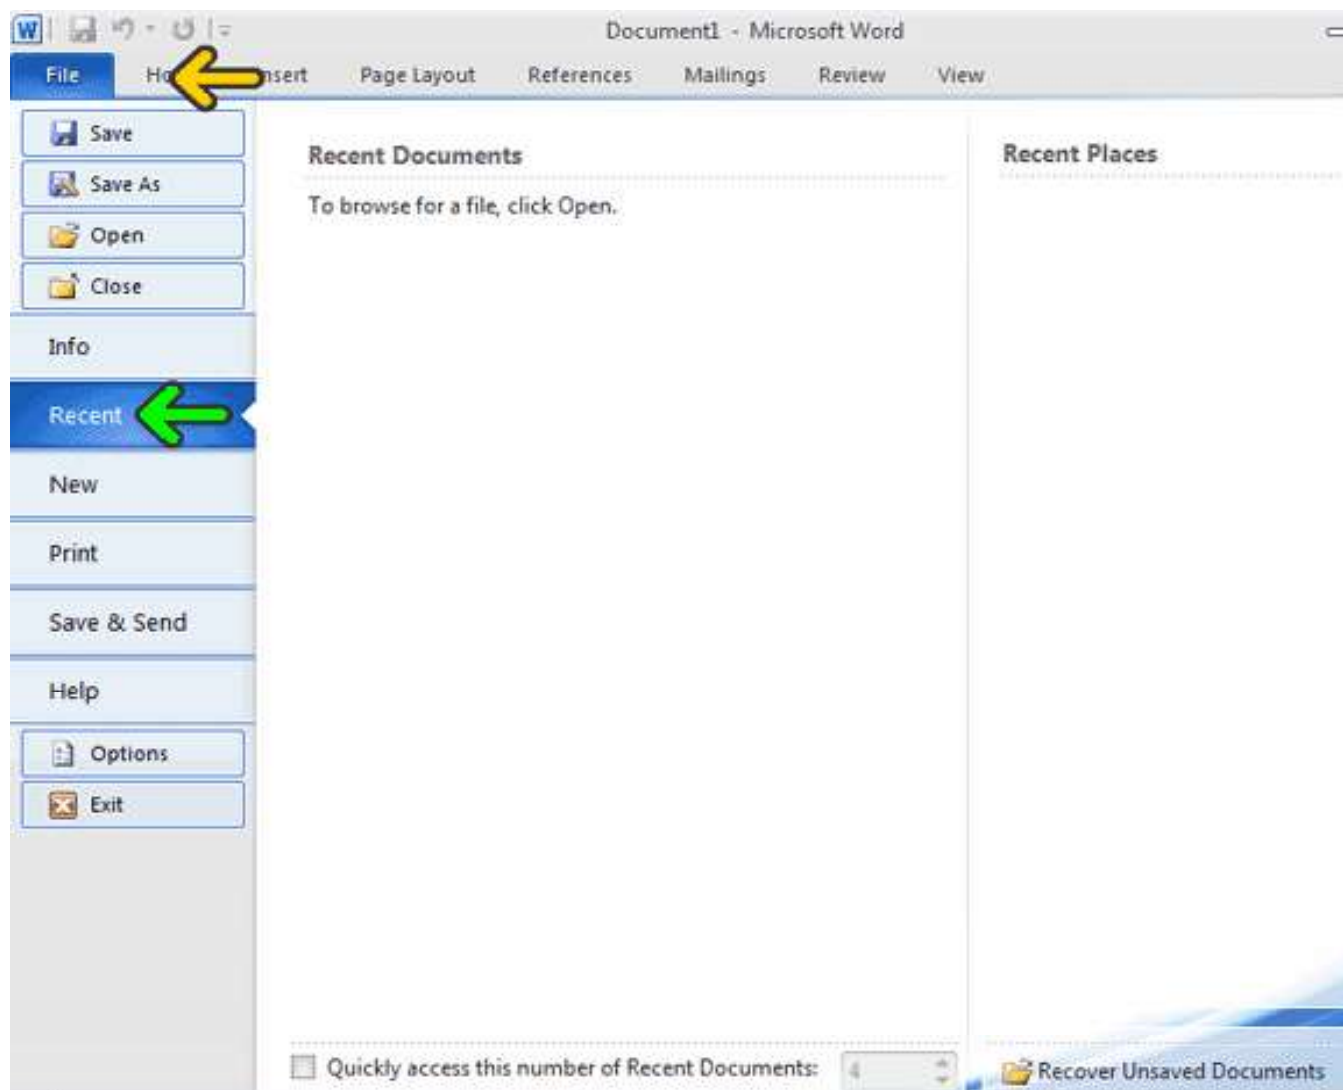 W
Document1 - Microsoft Word
File
Page Layout
References
Mailings
Review
View
Save
Save As
Open
Close
Info
Recent
New
Print
Save & Send
Help
Options
Exit
Recent Documents
To browse for a file, click Open.
Recent Places
Quickly access this number of Recent Documents: 4
Recover Unsaved Documents